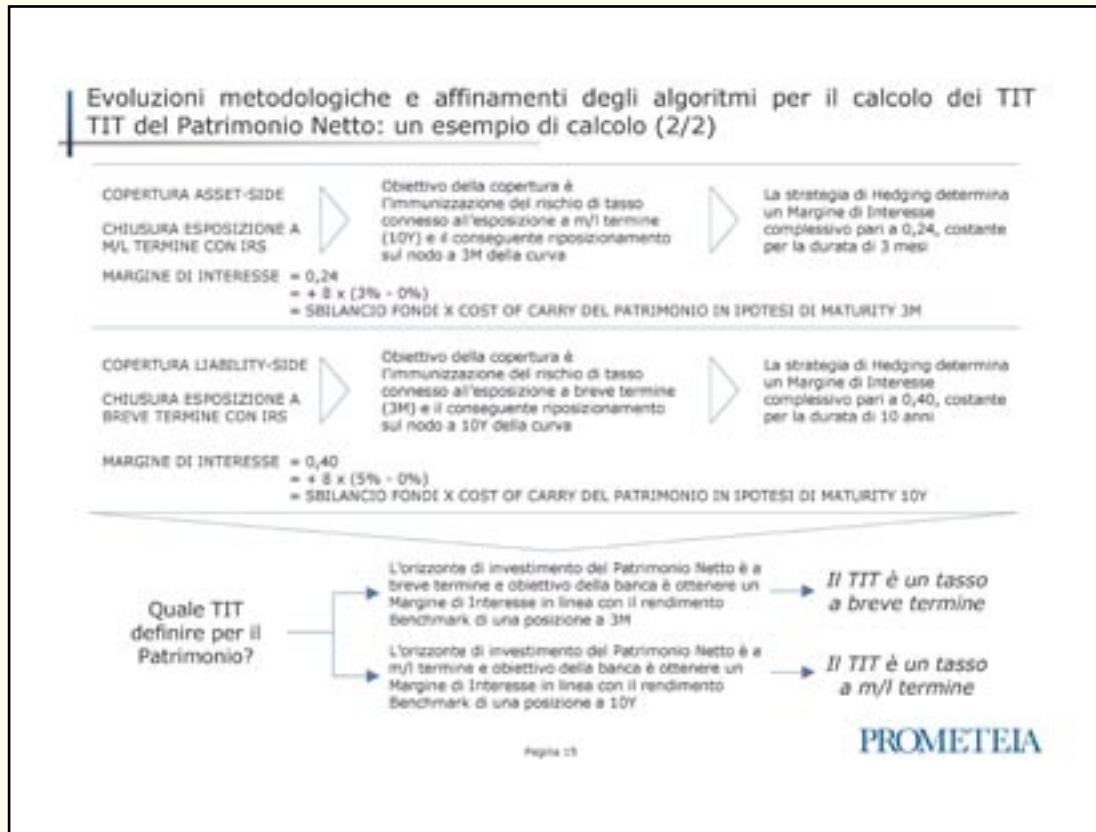 Evoluzioni metodologiche e affinamenti degli algoritmi per il calcolo dei TIT
TIT del Patrimonio Netto: un esempio di calcolo (2/2)
COPERTURA ASSET-SIDE
CHIUSURA ESPOSIZIONE A
M/L TERMINE CON IRS
Obiettivo della copertura è
l'immunizzazione del rischio di tasso
connesso all'esposizione a m/l termine
(10Y) e il conseguente riposizionamento
sul nodo a 3M della curva
La strategia di Hedging determina
un Margine di Interesse
complessivo pari a 0,24, costante
per la durata di 3 mesi
MARGINE DI INTERESSE = 0,24
= + 8 x (3% - 0%)
= SBILANCIO FONDI X COST OF CARRY DEL PATRIMONIO IN IPOTESI DI MATURITY 3M
COPERTURA LIABILITY-SIDE
CHIUSURA ESPOSIZIONE A
BREVE TERMINE CON IRS
Obiettivo della copertura è
l'immunizzazione del rischio di tasso
connesso all'esposizione a breve termine
(3M) e il conseguente riposizionamento
sul nodo a 10Y della curva
La strategia di Hedging determina
un Margine di Interesse
complessivo pari a 0,40, costante
per la durata di 10 anni
MARGINE DI INTERESSE = 0,40
= + 8 x (5% - 0%)
= SBILANCIO FONDI X COST OF CARRY DEL PATRIMONIO IN IPOTESI DI MATURITY 10Y
Quale TIT
definire per il
Patrimonio?
L'orizzonte di investimento del Patrimonio Netto è a
breve termine e obiettivo della banca è ottenere un
Margine di Interesse in linea con il rendimento
Benchmark di una posizione a 3M
Il TIT è un tasso
a breve termine
L'orizzonte di investimento del Patrimonio Netto è a
m/l termine e obiettivo della banca è ottenere un
Margine di Interesse in linea con il rendimento
Benchmark di una posizione a 10Y
Il TIT è un tasso
a m/l termine
Pagina 15
PROMETEIA